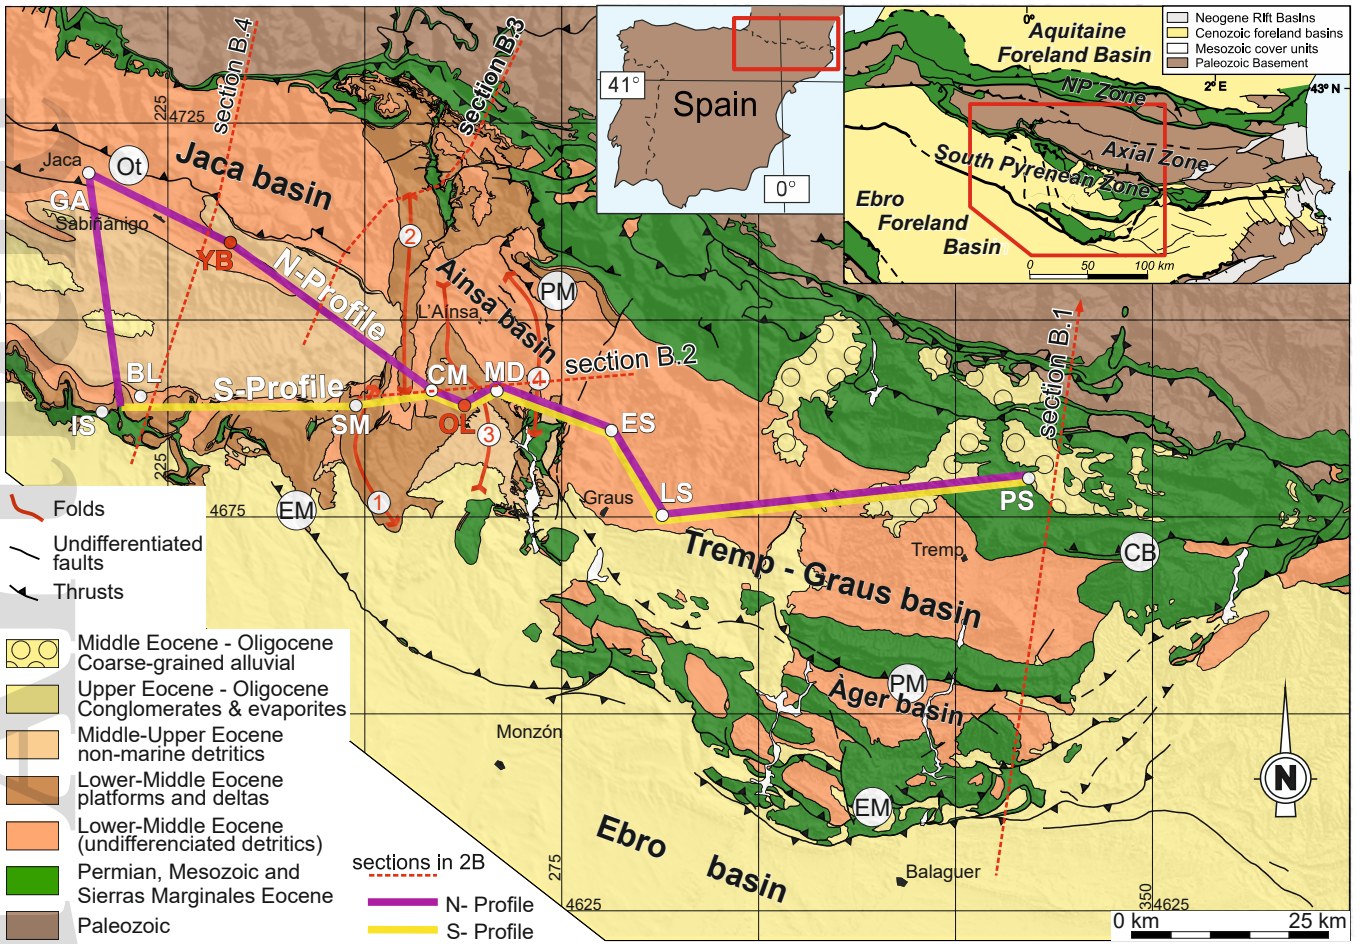 section B.4
section B.3
225
4725
Jaca
Ot
GA
Sabiñánigo
Jaca basin
YB
N-Profile
2
L'Aínsa
Ainsa basin
PM
section B.2
BL
S-Profile
CM
MD
4
IS
SM
OL
3
ES
225
1
EM
4675
Graus
LS
PS
section B.1
CB
Tremp
Tremp - Graus basin
PM
Àger basin
EM
Monzón
Ebro basin
Balaguer
275
4625
350
4625
0 km 25 km
N
41°
Spain
0°
0°
Aquitaine
Foreland Basin
NP Zone
2º E
43º N
Axial Zone
South Pyrenean Zone
Ebro
Foreland
Basin
0 50 100 km
Neogene Rift Basins
Cenozoic foreland basins
Mesozoic cover units
Paleozoic Basement
Folds
Undifferentiated
faults
Thrusts
Middle Eocene - Oligocene
Coarse-grained alluvial
Upper Eocene - Oligocene
Conglomerates & evaporites
Middle-Upper Eocene
non-marine detritics
Lower-Middle Eocene
platforms and deltas
Lower-Middle Eocene
(undifferenciated detritics)
Permian, Mesozoic and
Sierras Marginales Eocene
Paleozoic
sections in 2B
N- Profile
S- Profile